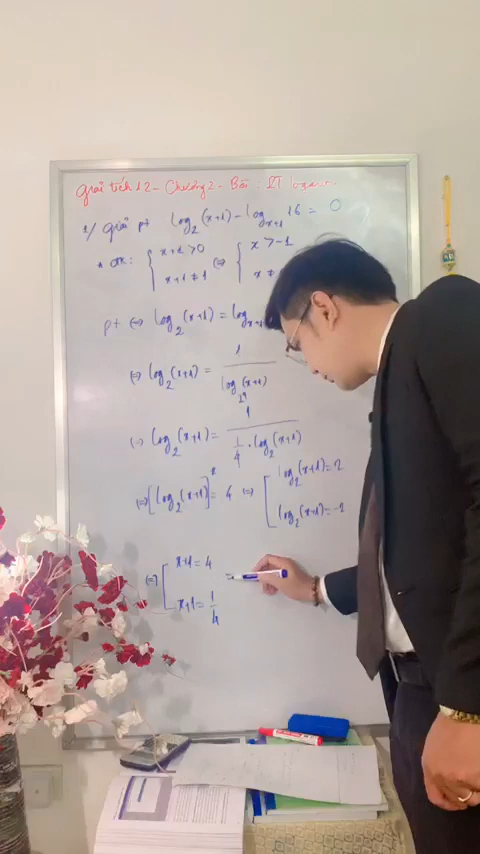 Giải tích 12 - Chương 2 - Bài : PT logarit.
1/ Giải pt log₂(x+1) - logₓ₊₁ 16 = 0
* ĐK: { x+1 > 0 ; x+1 ≠ 1 (=) { x > -1 ; x ≠
pt (=) log₂(x+1) = log
(=) log₂(x+1) = 1 / log₂⁴(x+1)
(=) log₂(x+1) = 1 / (1/4 . log₂(x+1))
(=) [log₂(x+1)]² = 4 (=) [ log₂(x+1) = 2 ; log₂(x+1) = -2
(=) [ x+1 = 4 ; x+1 = 1/4